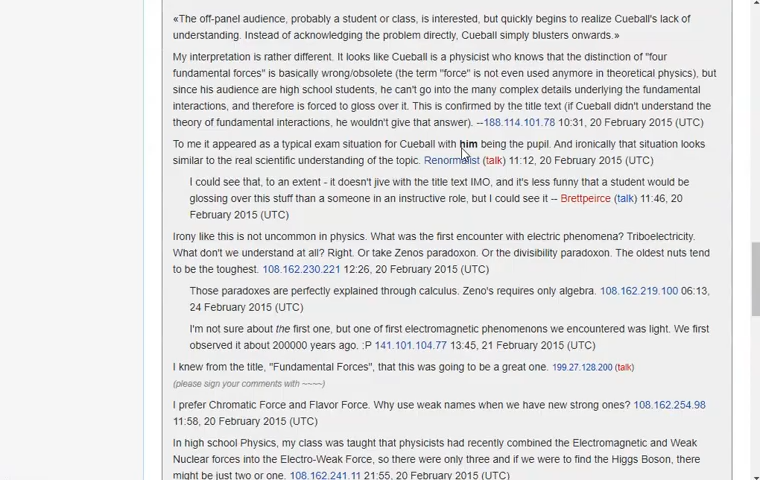 «The off-panel audience, probably a student or class, is interested, but quickly begins to realize Cueball's lack of
understanding. Instead of acknowledging the problem directly, Cueball simply blusters onwards.»
My interpretation is rather different. It looks like Cueball is a physicist who knows that the distinction of "four
fundamental forces" is basically wrong/obsolete (the term "force" is not even used anymore in theoretical physics), but
since his audience are high school students, he can't go into the many complex details underlying the fundamental
interactions, and therefore is forced to gloss over it. This is confirmed by the title text (if Cueball didn't understand the
theory of fundamental interactions, he wouldn't give that answer). --188.114.101.78 10:31, 20 February 2015 (UTC)
To me it appeared as a typical exam situation for Cueball with him being the pupil. And ironically that situation looks
similar to the real scientific understanding of the topic. Renormalist (talk) 11:12, 20 February 2015 (UTC)
I could see that, to an extent - it doesn't jive with the title text IMO, and it's less funny that a student would be
glossing over this stuff than a someone in an instructive role, but I could see it -- Brettpeirce (talk) 11:46, 20
February 2015 (UTC)
Irony like this is not uncommon in physics. What was the first encounter with electric phenomena? Triboelectricity.
What don't we understand at all? Right. Or take Zenos paradoxon. Or the divisibility paradoxon. The oldest nuts tend
to be the toughest. 108.162.230.221 12:26, 20 February 2015 (UTC)
Those paradoxes are perfectly explained through calculus. Zeno's requires only algebra. 108.162.219.100 06:13,
24 February 2015 (UTC)
I'm not sure about the first one, but one of first electromagnetic phenomenons we encountered was light. We first
observed it about 200000 years ago. :P 141.101.104.77 13:45, 21 February 2015 (UTC)
I knew from the title, "Fundamental Forces", that this was going to be a great one. 199.27.128.200 (talk)
(please sign your comments with ~~~~)
I prefer Chromatic Force and Flavor Force. Why use weak names when we have new strong ones? 108.162.254.98
11:58, 20 February 2015 (UTC)
In high school Physics, my class was taught that physicists had recently combined the Electromagnetic and Weak
Nuclear forces into the Electro-Weak Force, so there were only three and if we were to find the Higgs Boson, there
might be just two or one. 108.162.241.11 21:55, 20 February 2015 (UTC)